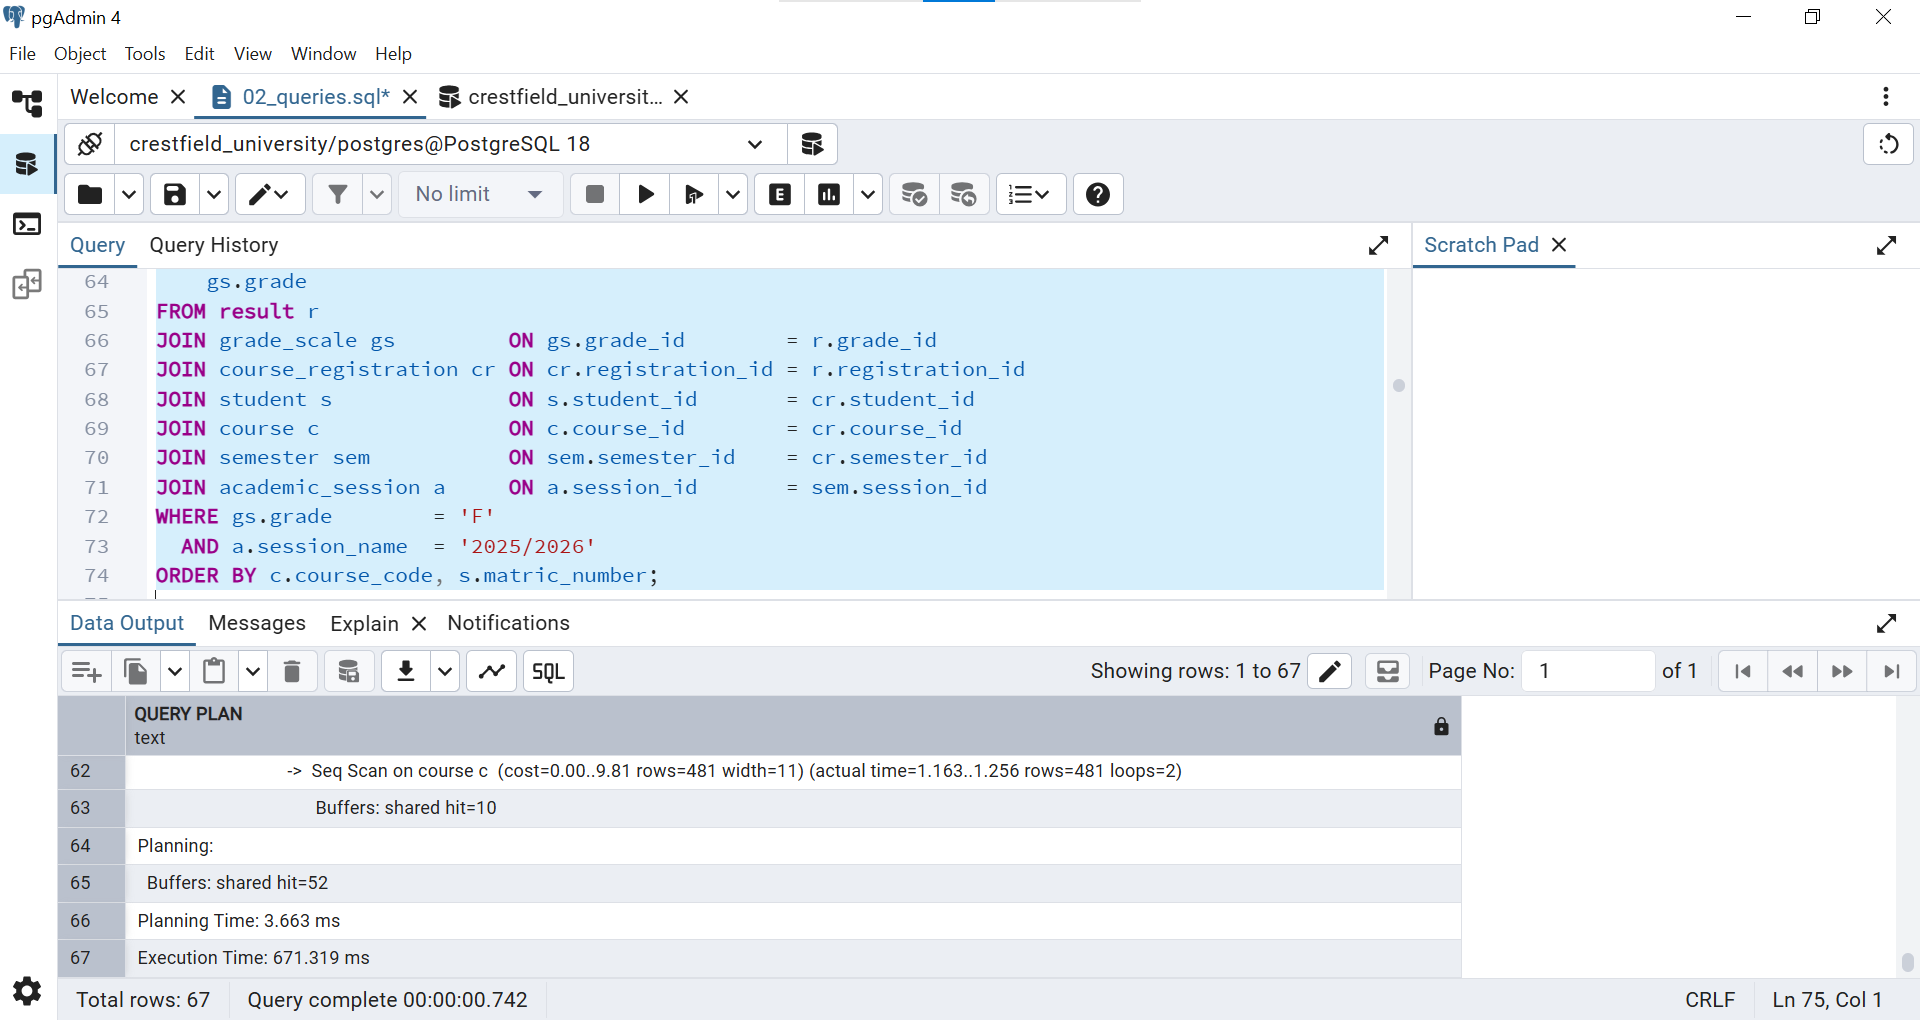 pgAdmin 4
File Object Tools Edit View Window Help
Welcome 02_queries.sql* crestfield_universit...
crestfield_university/postgres@PostgreSQL 18
No limit
E
Query Query History
Scratch Pad
64 gs.grade
65 FROM result r
66 JOIN grade_scale gs ON gs.grade_id = r.grade_id
67 JOIN course_registration cr ON cr.registration_id = r.registration_id
68 JOIN student s ON s.student_id = cr.student_id
69 JOIN course c ON c.course_id = cr.course_id
70 JOIN semester sem ON sem.semester_id = cr.semester_id
71 JOIN academic_session a ON a.session_id = sem.session_id
72 WHERE gs.grade = 'F'
73 AND a.session_name = '2025/2026'
74 ORDER BY c.course_code, s.matric_number;
Data Output Messages Explain Notifications
SQL
Showing rows: 1 to 67
Page No: 1 of 1
QUERY PLAN
text
62 -> Seq Scan on course c (cost=0.00..9.81 rows=481 width=11) (actual time=1.163..1.256 rows=481 loops=2)
63 Buffers: shared hit=10
64 Planning:
65 Buffers: shared hit=52
66 Planning Time: 3.663 ms
67 Execution Time: 671.319 ms
Total rows: 67 Query complete 00:00:00.742 CRLF Ln 75, Col 1